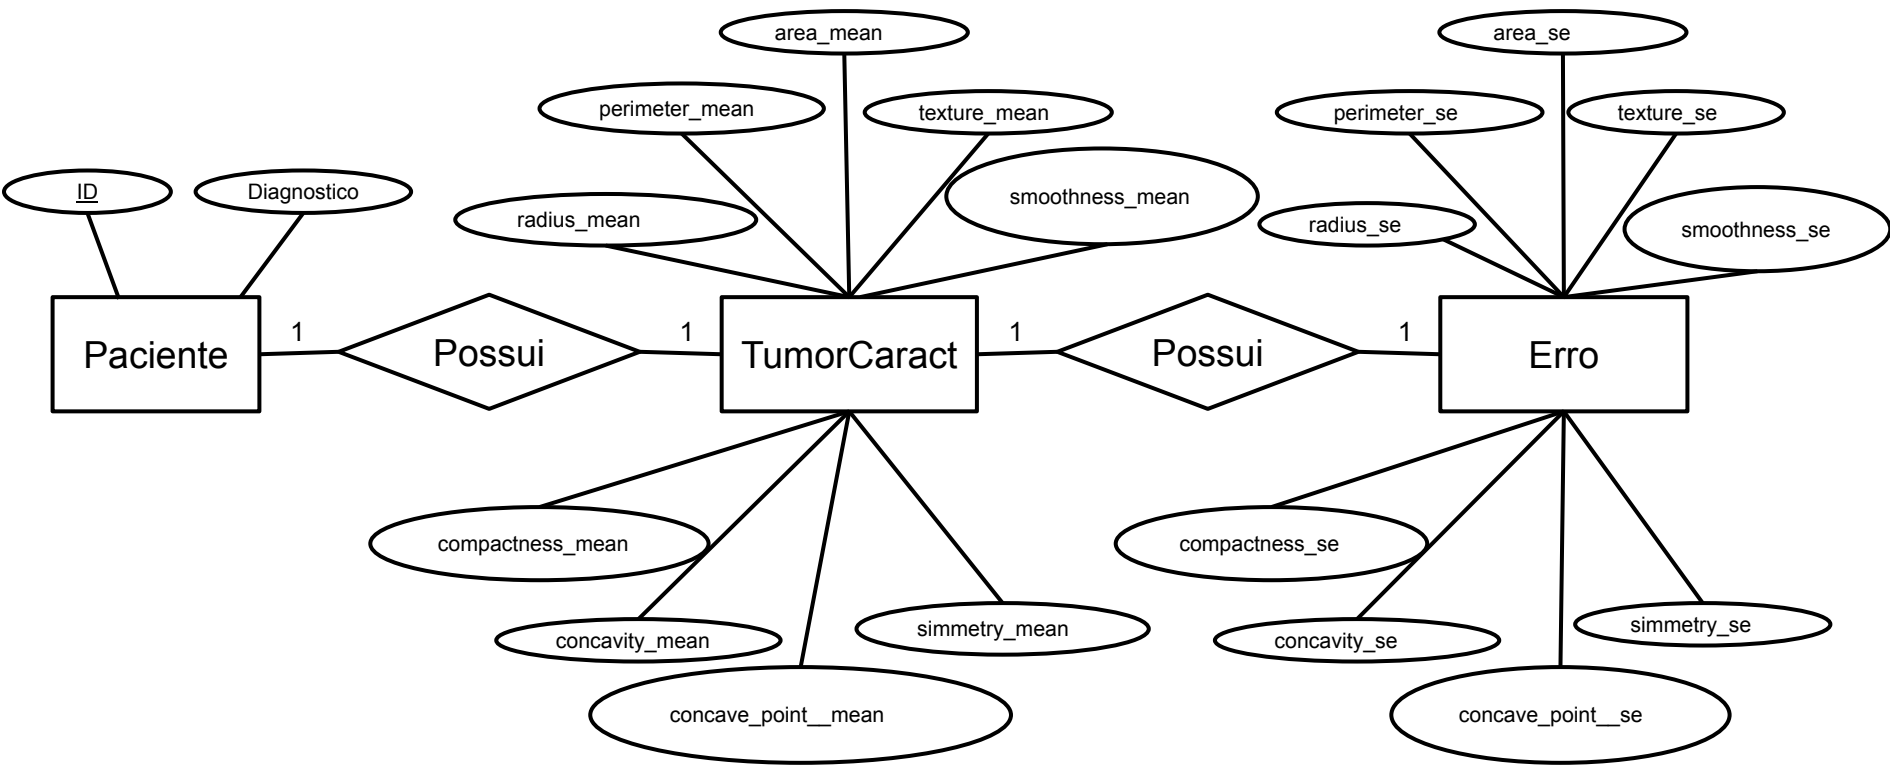 area_mean
area_se
perimeter_mean
texture_mean
perimeter_se
texture_se
ID
Diagnostico
smoothness_mean
radius_mean
radius_se
smoothness_se
1
1
1
1
Paciente
Possui
TumorCaract
Possui
Erro
compactness_mean
compactness_se
concavity_mean
simmetry_mean
concavity_se
simmetry_se
concave_point__mean
concave_point__se